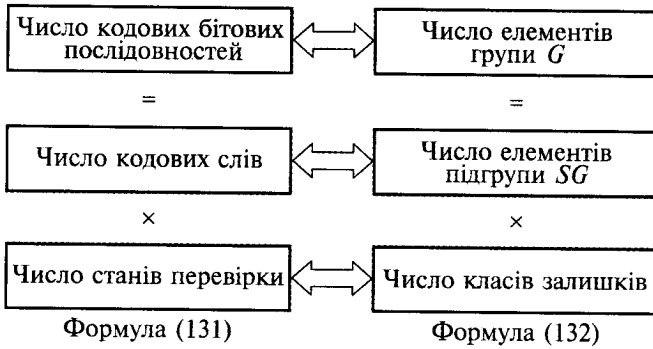 Число кодових бітових
послідовностей
Число елементів
групи G
=
=
Число кодових слів
Число елементів
підгрупи SG
×
×
Число станів перевірки
Число класів залишків
Формула (131)
Формула (132)